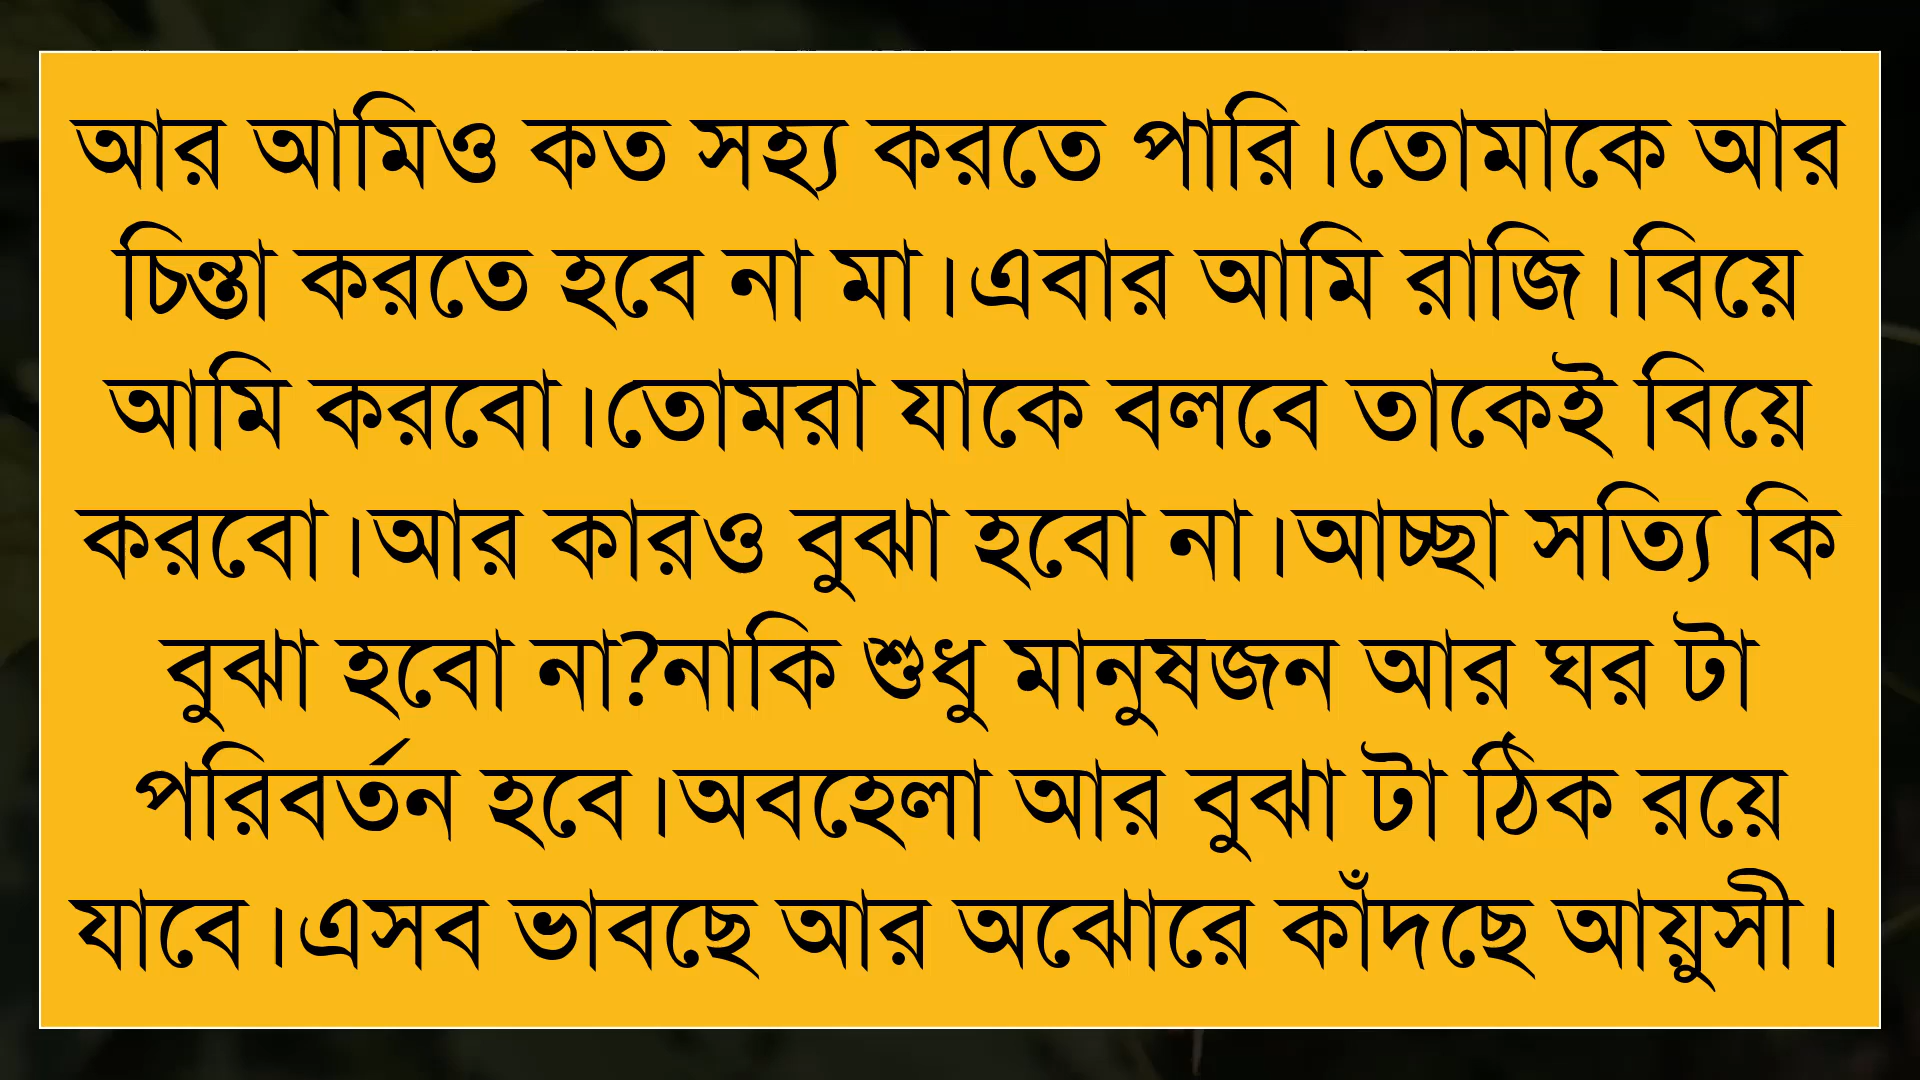 আর আমিও কত সহ্য করতে পারি।তোমাকে আর
চিন্তা করতে হবে না মা।এবার আমি রাজি।বিয়ে
আমি করবো।তোমরা যাকে বলবে তাকেই বিয়ে
করবো।আর কারও বুঝা হবো না।আচ্ছা সত্যি কি
বুঝা হবো না?নাকি শুধু মানুষজন আর ঘর টা
পরিবর্তন হবে।অবহেলা আর বুঝা টা ঠিক রয়ে
যাবে।এসব ভাবছে আর অঝোরে কাঁদছে আয়ুসী।